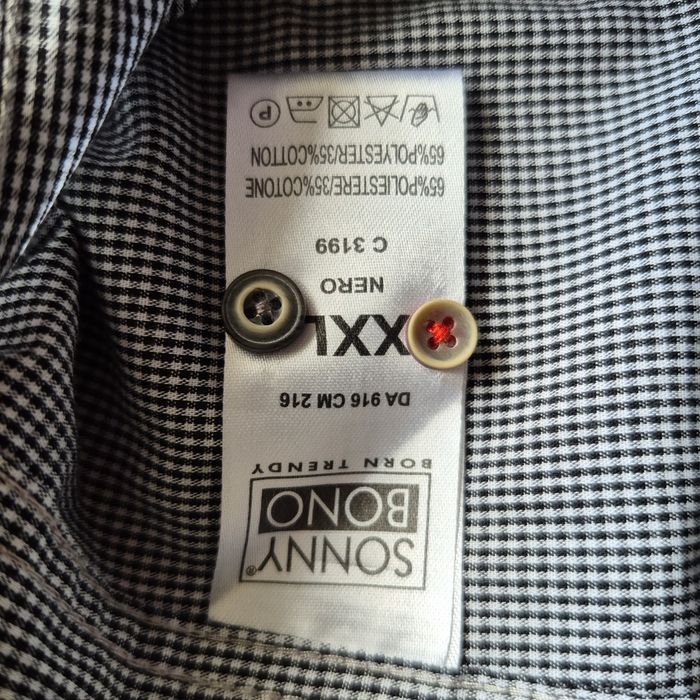 SONNY®
BONO
BORN TRENDY
DA 916 CM 216
XXL
NERO
C 3199
65%POLIESTERE/35%COTONE
65%POLYESTER/35%COTTON
P